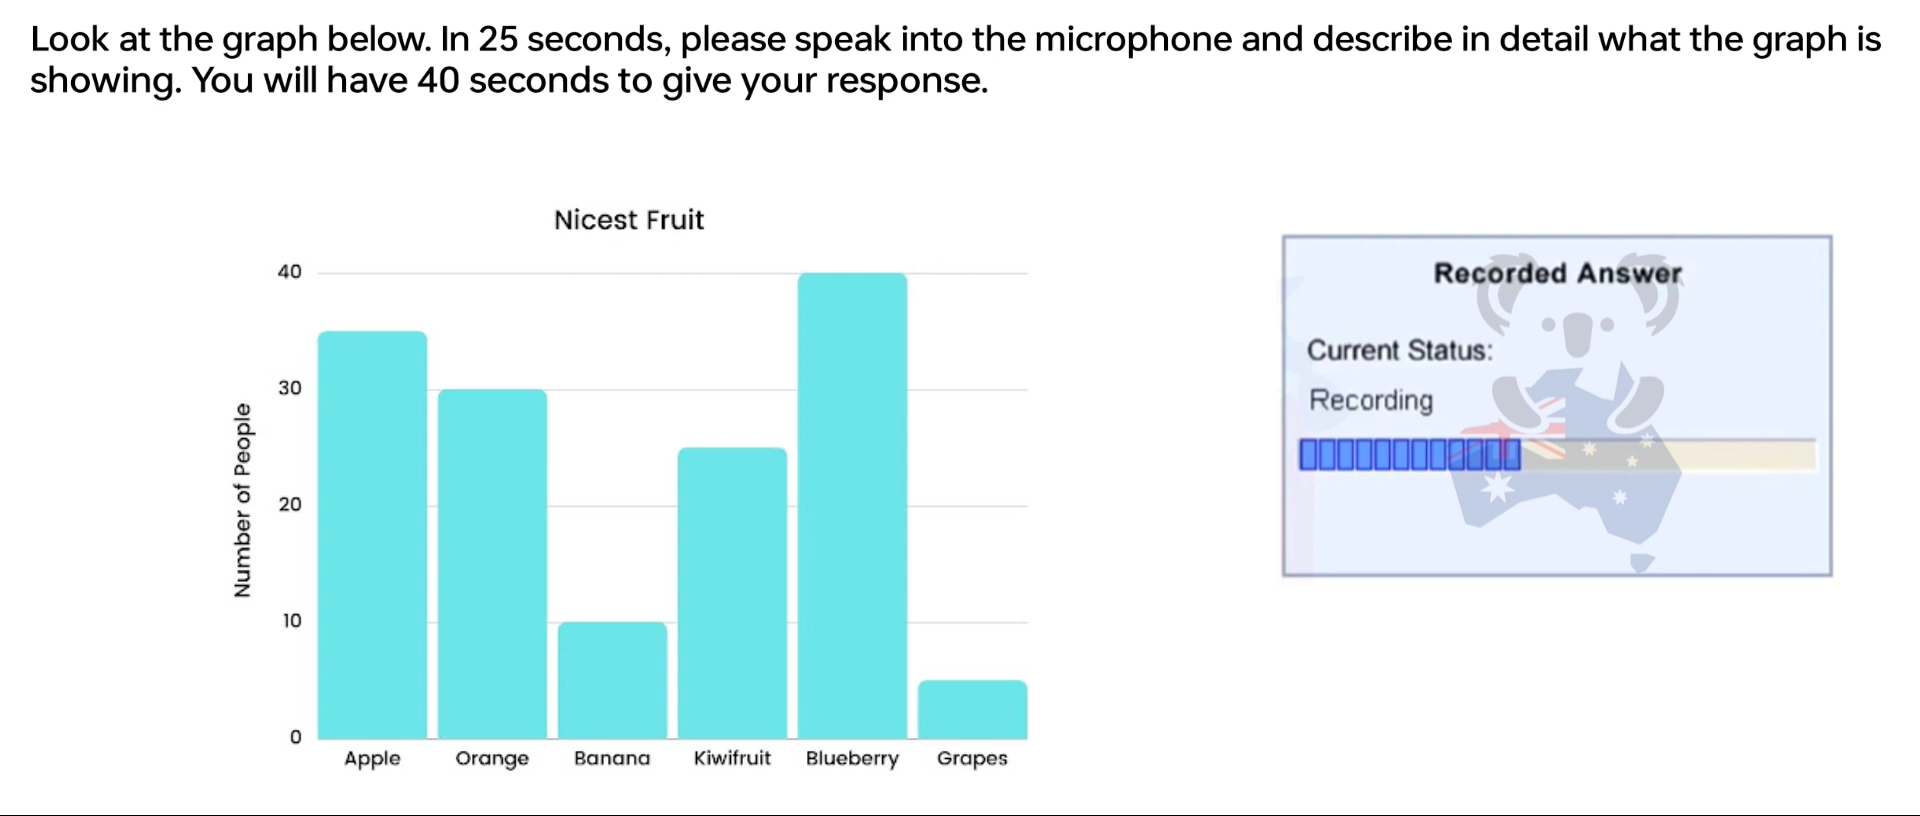 Look at the graph below. In 25 seconds, please speak into the microphone and describe in detail what the graph is
showing. You will have 40 seconds to give your response.
Nicest Fruit
Number of People
40
30
20
10
0
Apple Orange Banana Kiwifruit Blueberry Grapes
Recorded Answer
Current Status:
Recording